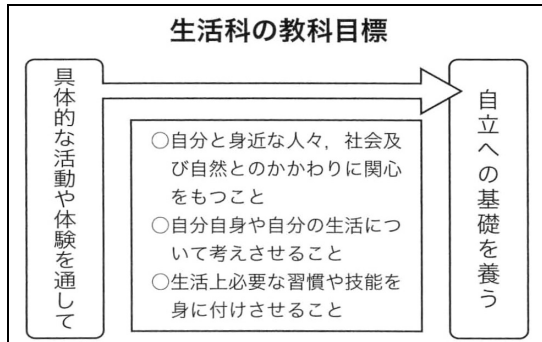 生活科の教科目標
具体的な活動や体験を通して
○自分と身近な人々，社会及
び自然とのかかわりに関心
をもつこと
○自分自身や自分の生活につ
いて考えさせること
○生活上必要な習慣や技能を
身に付けさせること
自立への基礎を養う